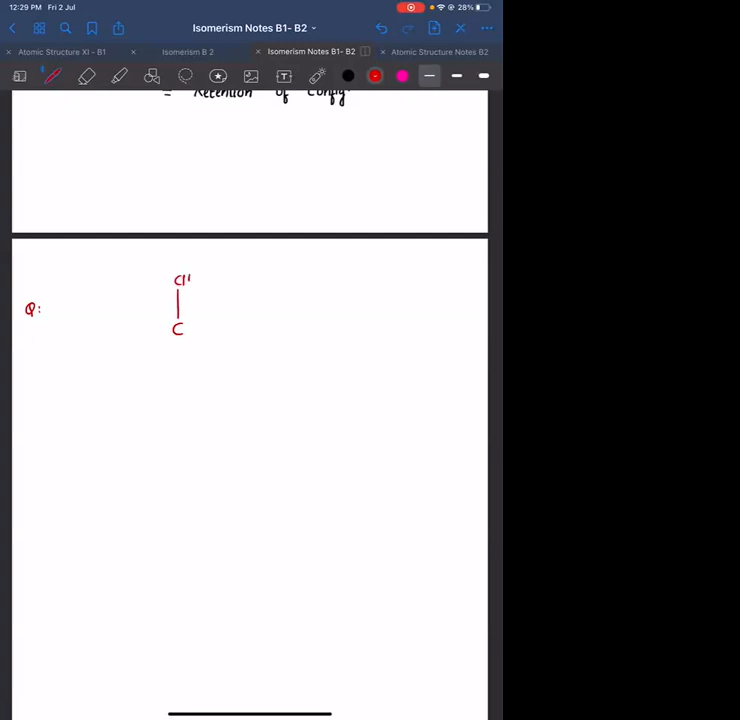 12:29 PM Fri 2 Jul
28%
Isomerism Notes B1- B2
Atomic Structure XI - B1
Isomerism B 2
Isomerism Notes B1- B2
Atomic Structure Notes B2
= Retention of config.
Cl
Q:
C